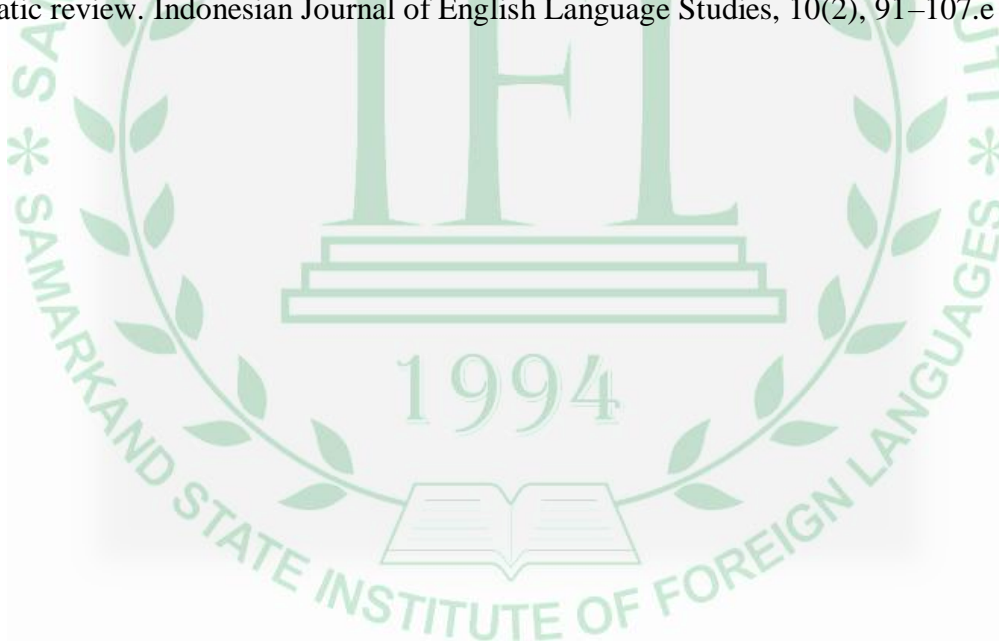 atic review. Indonesian Journal of English Language Studies, 10(2), 91–107.e
IFL
1994
* SAMARKAND STATE INSTITUTE OF FOREIGN LANGUAGES *